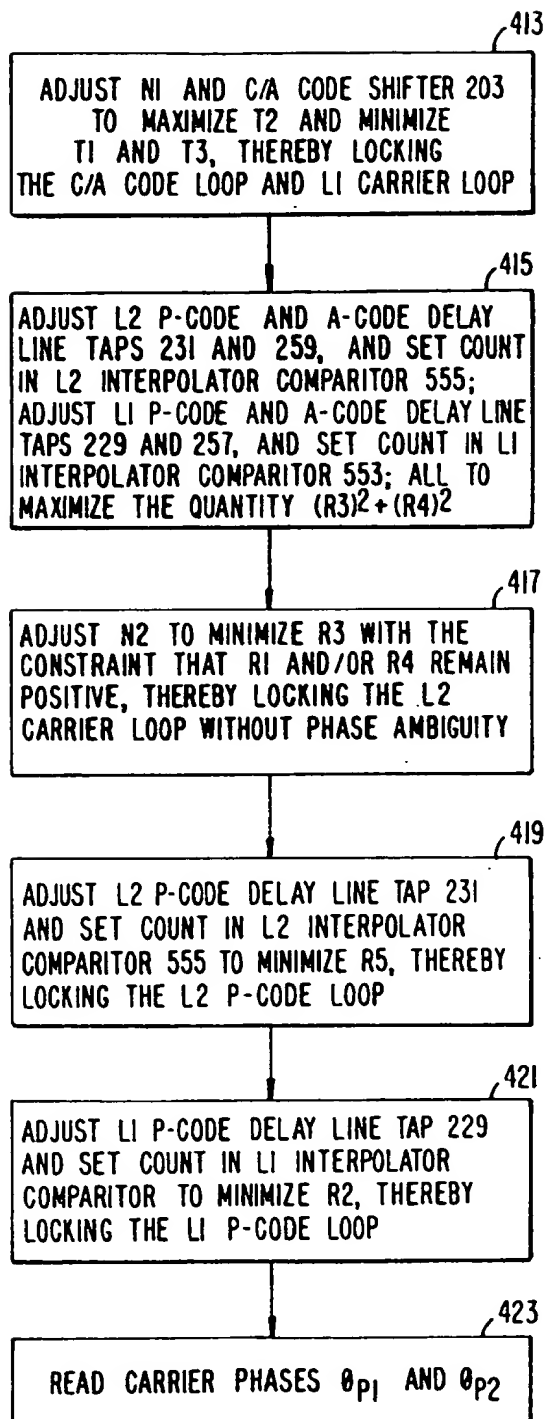 413
ADJUST N1 AND C/A CODE SHIFTER 203
TO MAXIMIZE T2 AND MINIMIZE
T1 AND T3, THEREBY LOCKING
THE C/A CODE LOOP AND L1 CARRIER LOOP
415
ADJUST L2 P-CODE AND A-CODE DELAY
LINE TAPS 231 AND 259, AND SET COUNT
IN L2 INTERPOLATOR COMPARITOR 555;
ADJUST L1 P-CODE AND A-CODE DELAY LINE
TAPS 229 AND 257, AND SET COUNT IN L1
INTERPOLATOR COMPARITOR 553; ALL TO
MAXIMIZE THE QUANTITY (R3)²+(R4)²
417
ADJUST N2 TO MINIMIZE R3 WITH THE
CONSTRAINT THAT R1 AND/OR R4 REMAIN
POSITIVE, THEREBY LOCKING THE L2
CARRIER LOOP WITHOUT PHASE AMBIGUITY
419
ADJUST L2 P-CODE DELAY LINE TAP 231
AND SET COUNT IN L2 INTERPOLATOR
COMPARITOR 555 TO MINIMIZE R5, THEREBY
LOCKING THE L2 P-CODE LOOP
421
ADJUST L1 P-CODE DELAY LINE TAP 229
AND SET COUNT IN L1 INTERPOLATOR
COMPARITOR TO MINIMIZE R2, THEREBY
LOCKING THE L1 P-CODE LOOP
423
READ CARRIER PHASES θP1 AND θP2